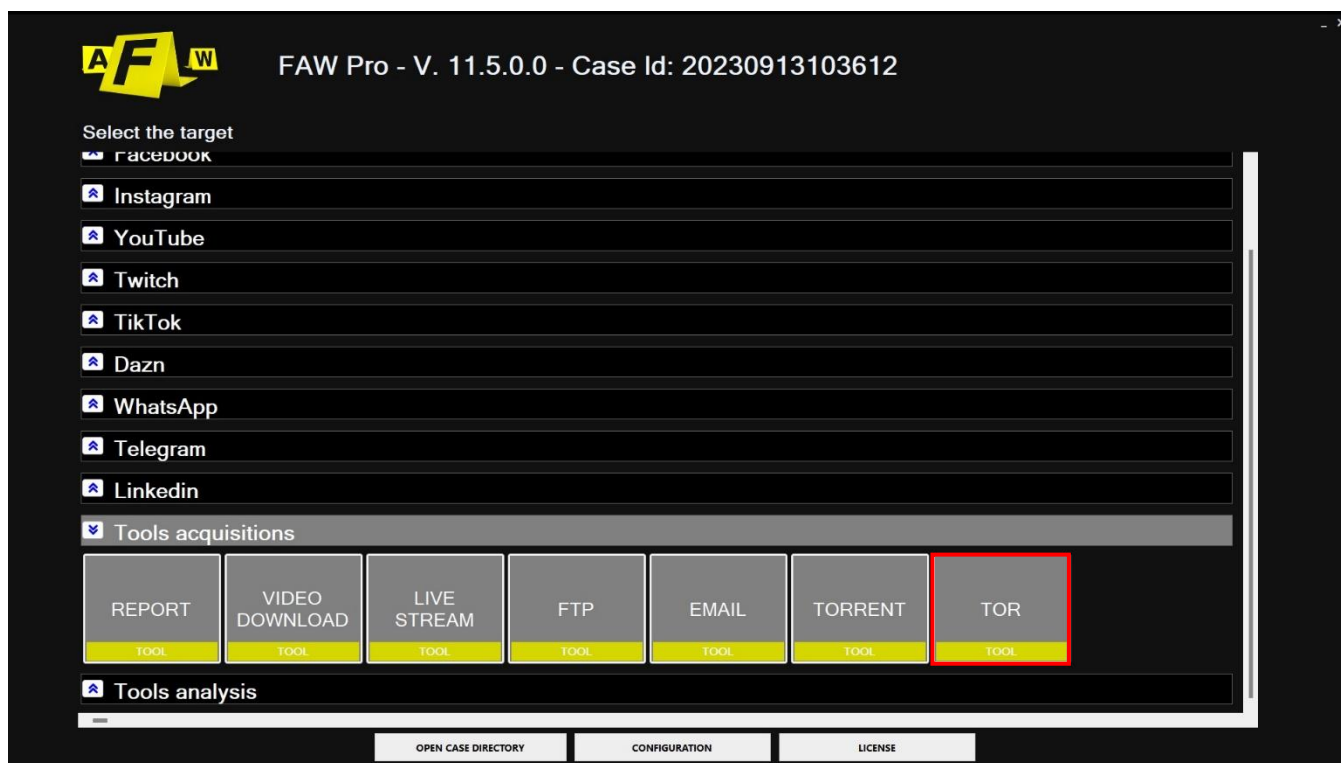 AFW
FAW Pro - V. 11.5.0.0 - Case Id: 20230913103612
Select the target
Facebook
Instagram
YouTube
Twitch
TikTok
Dazn
WhatsApp
Telegram
Linkedin
Tools acquisitions
REPORT
TOOL
VIDEO
DOWNLOAD
TOOL
LIVE
STREAM
TOOL
FTP
TOOL
EMAIL
TOOL
TORRENT
TOOL
TOR
TOOL
Tools analysis
OPEN CASE DIRECTORY
CONFIGURATION
LICENSE